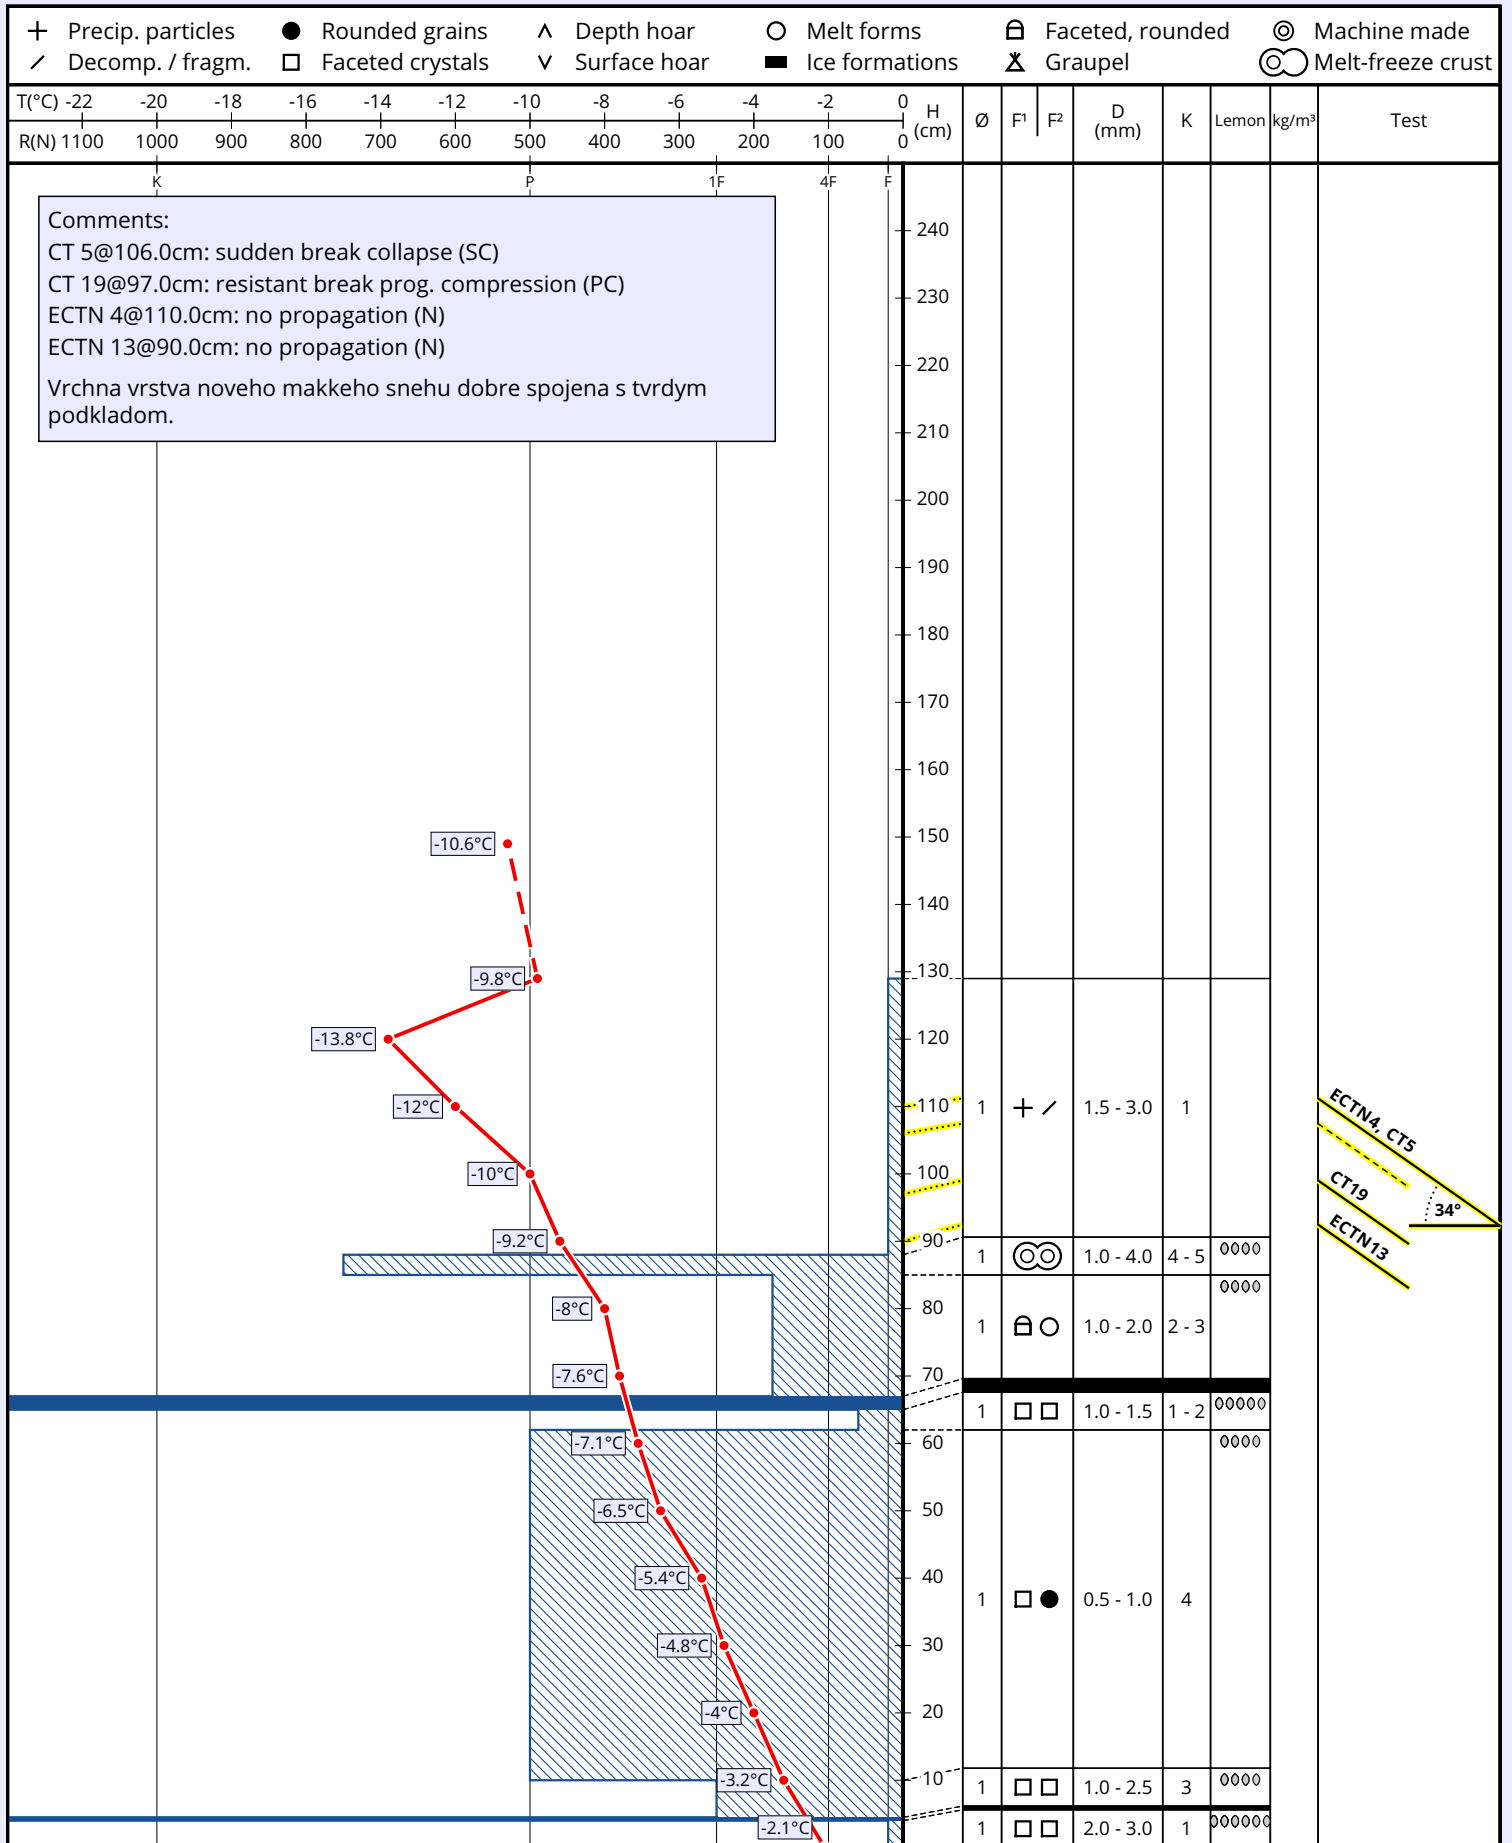 Precip. particles Rounded grains Depth hoar Melt forms Faceted, rounded Machine made
Decomp. / fragm. Faceted crystals Surface hoar Ice formations Graupel Melt-freeze crust
T(°C) -22 -20 -18 -16 -14 -12 -10 -8 -6 -4 -2 0
R(N) 1100 1000 900 800 700 600 500 400 300 200 100 0
H (cm) Ø F¹ F² D (mm) K Lemon kg/m³ Test
K P 1F 4F F
Comments:
CT 5@106.0cm: sudden break collapse (SC)
CT 19@97.0cm: resistant break prog. compression (PC)
ECTN 4@110.0cm: no propagation (N)
ECTN 13@90.0cm: no propagation (N)
Vrchna vrstva noveho makkeho snehu dobre spojena s tvrdym
podkladom.
240
230
220
210
200
190
180
170
160
150
-10.6°C
140
130
-9.8°C
120
-13.8°C
110
-12°C
1 1.5 - 3.0 1
ECTN4, CT5
100
-10°C
CT19
34°
90
-9.2°C
ECTN13
1 1.0 - 4.0 4 - 5
80
-8°C
1 1.0 - 2.0 2 - 3
70
-7.6°C
1 1.0 - 1.5 1 - 2
60
-7.1°C
50
-6.5°C
40
-5.4°C
1 0.5 - 1.0 4
30
-4.8°C
20
-4°C
10
-3.2°C
1 1.0 - 2.5 3
-2.1°C
1 2.0 - 3.0 1